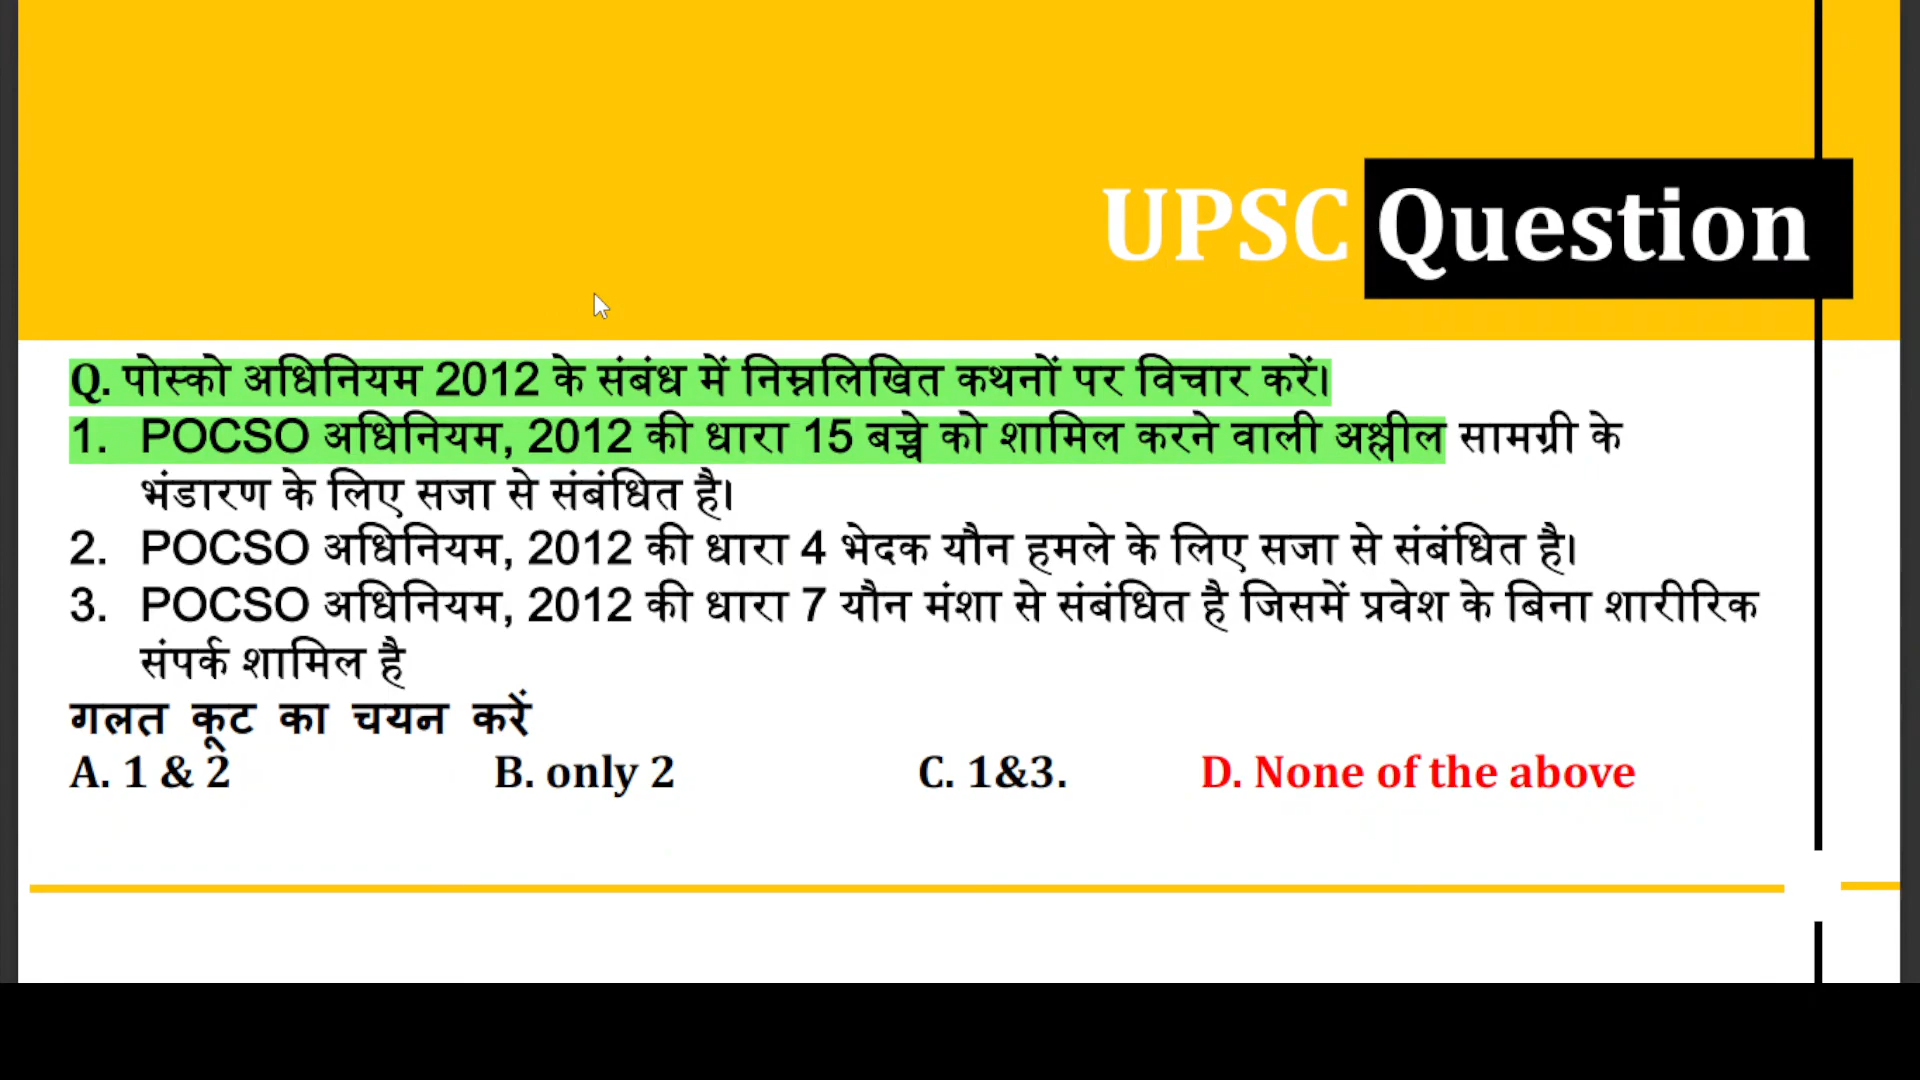 UPSC Question
Q. पोस्को अधिनियम 2012 के संबंध में निम्नलिखित कथनों पर विचार करें।
1. POCSO अधिनियम, 2012 की धारा 15 बच्चे को शामिल करने वाली अश्लील सामग्री के
भंडारण के लिए सजा से संबंधित है।
2. POCSO अधिनियम, 2012 की धारा 4 भेदक यौन हमले के लिए सजा से संबंधित है।
3. POCSO अधिनियम, 2012 की धारा 7 यौन मंशा से संबंधित है जिसमें प्रवेश के बिना शारीरिक
संपर्क शामिल है
गलत कूट का चयन करें
A. 1 & 2 B. only 2 C. 1&3. D. None of the above